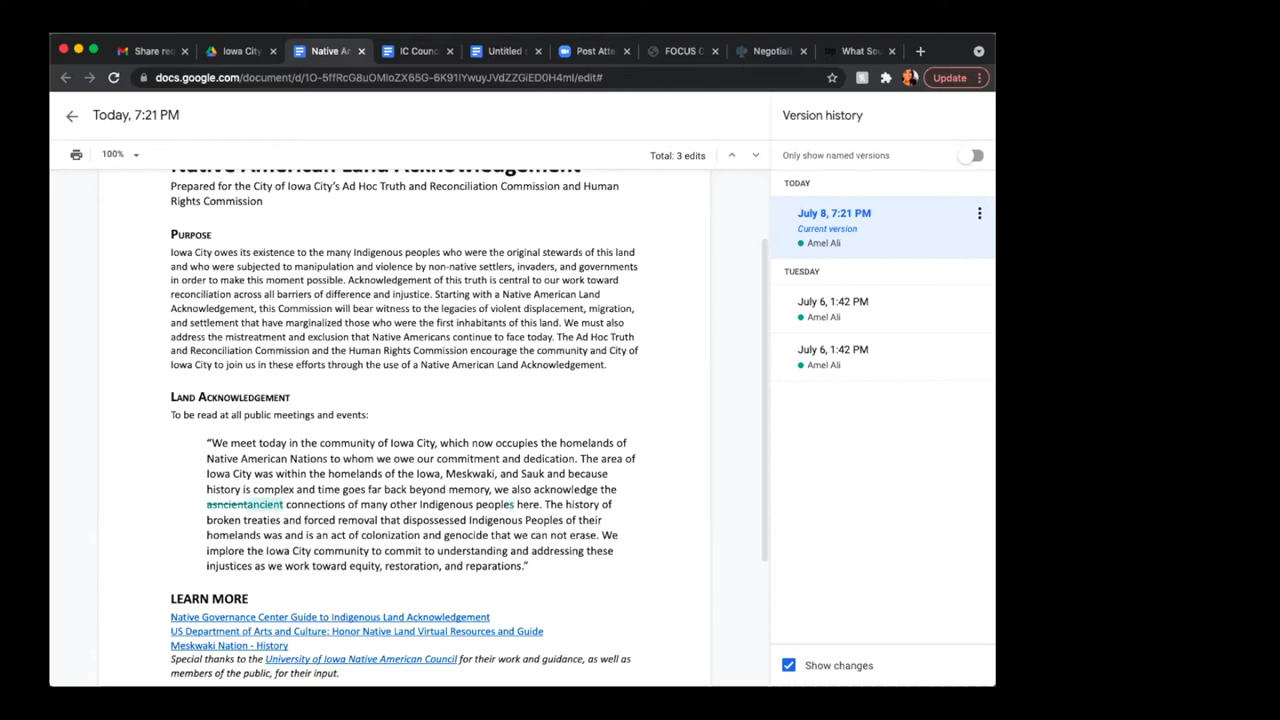 Share re
Iowa City
Native Ar
IC Counc
Untitled
Post Atte
FOCUS C
Negotiati
What Sou
docs.google.com/document/d/1O-5ffRcG8uOMIoZX65G-6K91IYwuyJVdZZGiED0H4mI/edit#
Update
Today, 7:21 PM
Version history
100%
Total: 3 edits
Only show named versions
Native American Land Acknowledgement
Prepared for the City of Iowa City's Ad Hoc Truth and Reconciliation Commission and Human
Rights Commission
PURPOSE
Iowa City owes its existence to the many Indigenous peoples who were the original stewards of this land
and who were subjected to manipulation and violence by non-native settlers, invaders, and governments
in order to make this moment possible. Acknowledgement of this truth is central to our work toward
reconciliation across all barriers of difference and injustice. Starting with a Native American Land
Acknowledgement, this Commission will bear witness to the legacies of violent displacement, migration,
and settlement that have marginalized those who were the first inhabitants of this land. We must also
address the mistreatment and exclusion that Native Americans continue to face today. The Ad Hoc Truth
and Reconciliation Commission and the Human Rights Commission encourage the community and City of
Iowa City to join us in these efforts through the use of a Native American Land Acknowledgement.
LAND ACKNOWLEDGEMENT
To be read at all public meetings and events:
"We meet today in the community of Iowa City, which now occupies the homelands of
Native American Nations to whom we owe our commitment and dedication. The area of
Iowa City was within the homelands of the Iowa, Meskwaki, and Sauk and because
history is complex and time goes far back beyond memory, we also acknowledge the
asncientancient connections of many other Indigenous peoples here. The history of
broken treaties and forced removal that dispossessed Indigenous Peoples of their
homelands was and is an act of colonization and genocide that we can not erase. We
implore the Iowa City community to commit to understanding and addressing these
injustices as we work toward equity, restoration, and reparations."
LEARN MORE
Native Governance Center Guide to Indigenous Land Acknowledgement
US Department of Arts and Culture: Honor Native Land Virtual Resources and Guide
Meskwaki Nation - History
Special thanks to the University of Iowa Native American Council for their work and guidance, as well as
members of the public, for their input.
TODAY
July 8, 7:21 PM
Current version
Amel Ali
TUESDAY
July 6, 1:42 PM
Amel Ali
July 6, 1:42 PM
Amel Ali
Show changes